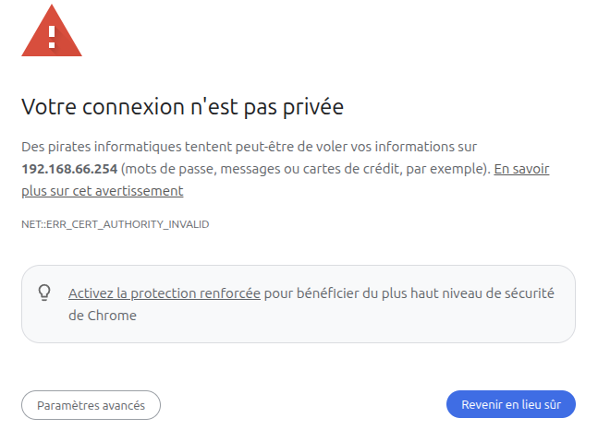 Votre connexion n'est pas privée
Des pirates informatiques tentent peut-être de voler vos informations sur
192.168.66.254 (mots de passe, messages ou cartes de crédit, par exemple). En savoir
plus sur cet avertissement
NET::ERR_CERT_AUTHORITY_INVALID
Activez la protection renforcée pour bénéficier du plus haut niveau de sécurité
de Chrome
Paramètres avancés
Revenir en lieu sûr